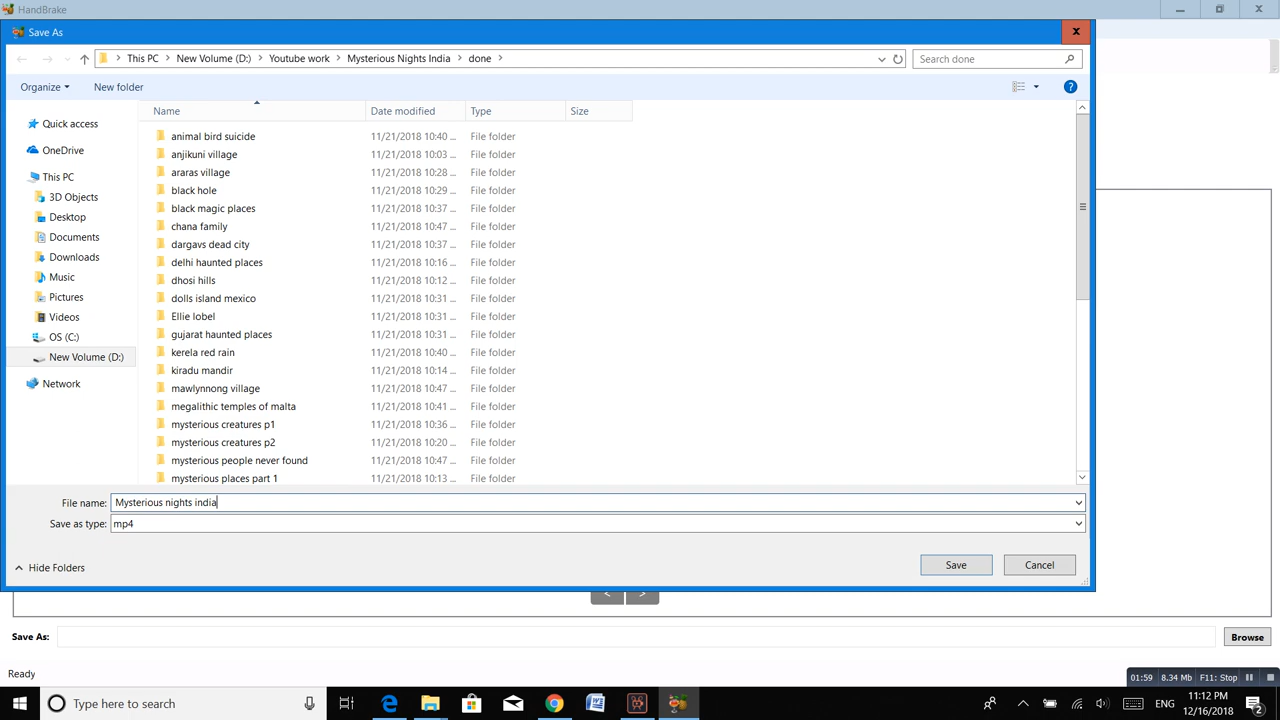 HandBrake
Save As
This PC > New Volume (D:) > Youtube work > Mysterious Nights India > done >
Search done
Organize
New folder
Name
Date modified
Type
Size
Quick access
OneDrive
This PC
3D Objects
Desktop
Documents
Downloads
Music
Pictures
Videos
OS (C:)
New Volume (D:)
Network
animal bird suicide 11/21/2018 10:40 ... File folder
anjikuni village 11/21/2018 10:03 ... File folder
araras village 11/21/2018 10:28 ... File folder
black hole 11/21/2018 10:29 ... File folder
black magic places 11/21/2018 10:37 ... File folder
chana family 11/21/2018 10:47 ... File folder
dargavs dead city 11/21/2018 10:37 ... File folder
delhi haunted places 11/21/2018 10:16 ... File folder
dhosi hills 11/21/2018 10:12 ... File folder
dolls island mexico 11/21/2018 10:31 ... File folder
Ellie lobel 11/21/2018 10:31 ... File folder
gujarat haunted places 11/21/2018 10:31 ... File folder
kerela red rain 11/21/2018 10:40 ... File folder
kiradu mandir 11/21/2018 10:14 ... File folder
mawlynnong village 11/21/2018 10:47 ... File folder
megalithic temples of malta 11/21/2018 10:41 ... File folder
mysterious creatures p1 11/21/2018 10:36 ... File folder
mysterious creatures p2 11/21/2018 10:20 ... File folder
mysterious people never found 11/21/2018 10:47 ... File folder
mysterious places part 1 11/21/2018 10:13 ... File folder
File name: Mysterious nights india
Save as type: mp4
Hide Folders
Save
Cancel
< >
Save As:
Browse
Ready
01:59 8.34 Mb F11: Stop
Type here to search
ENG
11:12 PM
12/16/2018
2